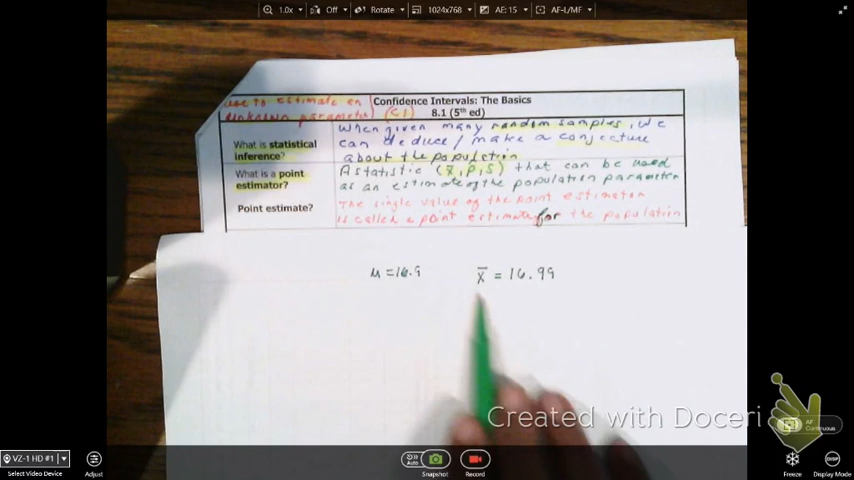 1.0x Off Rotate 1024x768 AE: 15 AF-L/MF
use to estimate an
unknown parameter (C.I)
Confidence Intervals: The Basics
8.1 (5th ed)
What is statistical
inference?
When given many random samples, we
can deduce / make a conjecture
about the population
What is a point
estimator?
A statistic (x̄, p, s) that can be used
as an estimate of the population parameter
Point estimate?
The single value of the point estimator
is called a point estimate for the population
μ = 16.9
x̄ = 16.99
Created with Doceri
AF
Continuous
VZ-1 HD #1
Select Video Device
Adjust
Auto
Snapshot
Record
Freeze
DISP
Display Mode